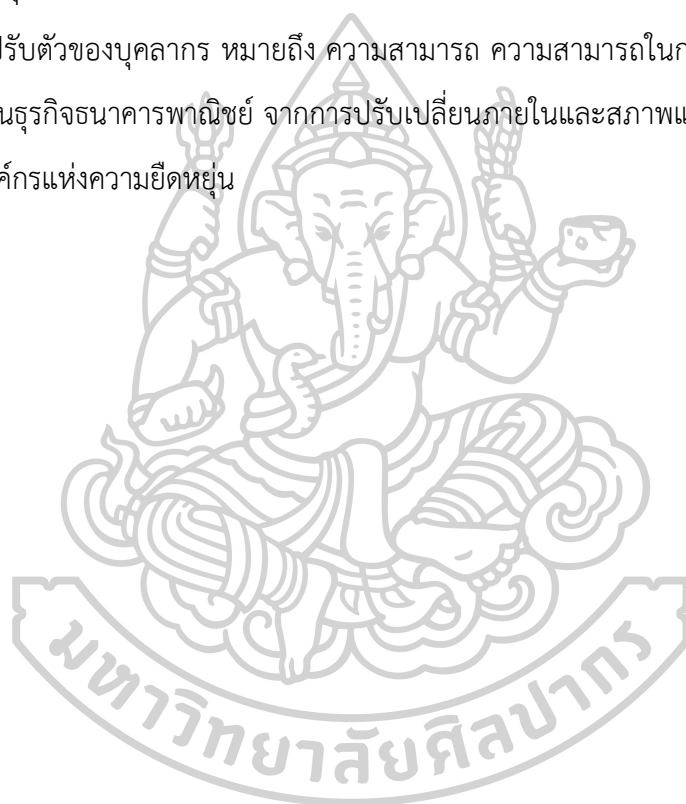 ปรับตัวของบุคลากร หมายถึง ความสามารถ ความสามารถในก
นธุรกิจธนาคารพาณิชย์ จากการปรับเปลี่ยนภายในและสภาพแ
ค์กรแห่งความยืดหยุ่น
มหาวิทยาลัยศิลปากร